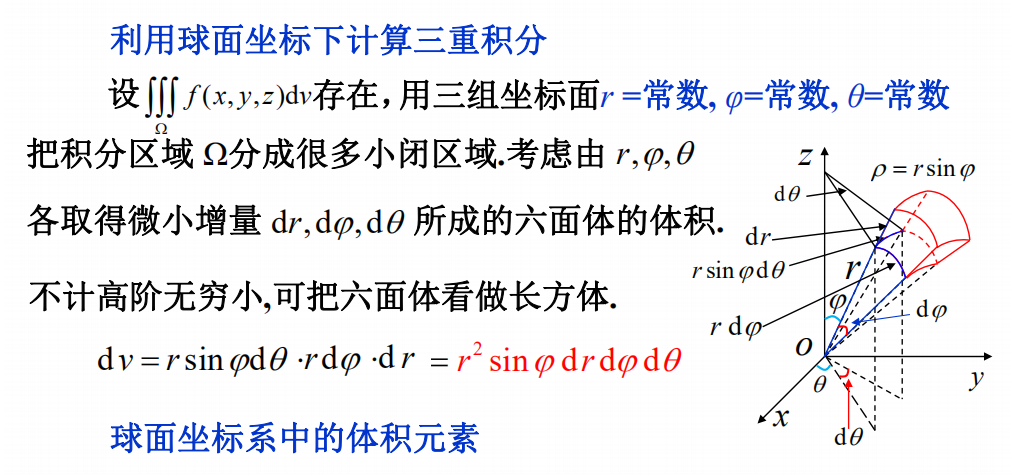 利用球面坐标下计算三重积分
设∭f(x,y,z)dv存在,用三组坐标面r =常数, φ=常数, θ=常数
Ω
把积分区域 Ω分成很多小闭区域.考虑由 r,φ,θ
各取得微小增量 dr,dφ,dθ 所成的六面体的体积.
不计高阶无穷小,可把六面体看做长方体.
dv = r sin φdθ ·rdφ ·dr = r² sin φ dr dφ dθ
球面坐标系中的体积元素
z
ρ = r sin φ
dθ
dr
r sin φdθ
r
φ
dφ
r dφ
o
θ
y
x
dθ